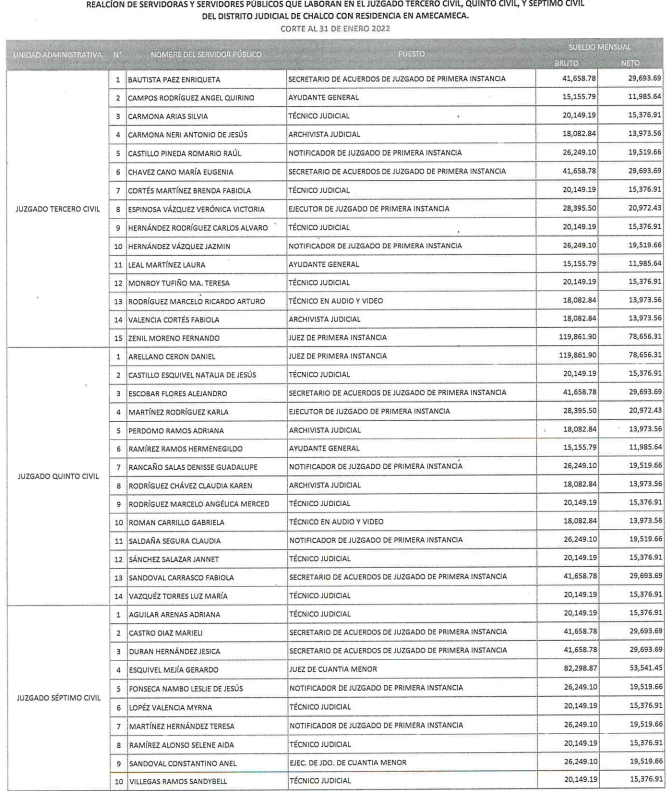 REALCÍON DE SERVIDORAS Y SERVIDORES PÚBLICOS QUE LABORAN EN EL JUZGADO TERCERO CIVIL, QUINTO CIVIL, Y SEPTIMO CIVIL
DEL DISTRITO JUDICIAL DE CHALCO CON RESIDENCIA EN AMECAMECA.
CORTE AL 31 DE ENERO 2022
UNIDAD ADMINISTRATIVA N° NOMBRE DEL SERVIDOR PÚBLICO PUESTO SUELDO MENSUAL
BRUTO NETO
1 BAUTISTA PAEZ ENRIQUETA SECRETARIO DE ACUERDOS DE JUZGADO DE PRIMERA INSTANCIA 41,658.78 29,693.69
2 CAMPOS RODRÍGUEZ ANGEL QUIRINO AYUDANTE GENERAL 15,155.79 11,985.64
3 CARMONA ARIAS SILVIA TÉCNICO JUDICIAL 20,149.19 15,376.91
4 CARMONA NERI ANTONIO DE JESÚS ARCHIVISTA JUDICIAL 18,082.84 13,973.56
5 CASTILLO PINEDA ROMARIO RAÚL NOTIFICADOR DE JUZGADO DE PRIMERA INSTANCIA 26,249.10 19,519.66
6 CHAVEZ CANO MARÍA EUGENIA SECRETARIO DE ACUERDOS DE JUZGADO DE PRIMERA INSTANCIA 41,658.78 29,693.69
7 CORTÉS MARTÍNEZ BRENDA FABIOLA TÉCNICO JUDICIAL 20,149.19 15,376.91
JUZGADO TERCERO CIVIL 8 ESPINOSA VÁZQUEZ VERÓNICA VICTORIA EJECUTOR DE JUZGADO DE PRIMERA INSTANCIA 28,395.50 20,972.43
9 HERNÁNDEZ RODRÍGUEZ CARLOS ALVARO TÉCNICO JUDICIAL 20,149.19 15,376.91
10 HERNÁNDEZ VÁZQUEZ JAZMIN NOTIFICADOR DE JUZGADO DE PRIMERA INSTANCIA 26,249.10 19,519.66
11 LEAL MARTÍNEZ LAURA AYUDANTE GENERAL 15,155.79 11,985.64
12 MONROY TUFIÑO MA. TERESA TÉCNICO JUDICIAL 20,149.19 15,376.91
13 RODRÍGUEZ MARCELO RICARDO ARTURO TÉCNICO EN AUDIO Y VIDEO 18,082.84 13,973.56
14 VALENCIA CORTÉS FABIOLA ARCHIVISTA JUDICIAL 18,082.84 13,973.56
15 ZENIL MORENO FERNANDO JUEZ DE PRIMERA INSTANCIA 119,861.90 78,656.31
1 ARELLANO CERON DANIEL JUEZ DE PRIMERA INSTANCIA 119,861.90 78,656.31
2 CASTILLO ESQUIVEL NATALIA DE JESÚS TÉCNICO JUDICIAL 20,149.19 15,376.91
3 ESCOBAR FLORES ALEJANDRO SECRETARIO DE ACUERDOS DE JUZGADO DE PRIMERA INSTANCIA 41,658.78 29,693.69
4 MARTÍNEZ RODRÍGUEZ KARLA EJECUTOR DE JUZGADO DE PRIMERA INSTANCIA 28,395.50 20,972.43
5 PERDOMO RAMOS ADRIANA ARCHIVISTA JUDICIAL 18,082.84 13,973.56
6 RAMÍREZ RAMOS HERMENEGILDO AYUDANTE GENERAL 15,155.79 11,985.64
JUZGADO QUINTO CIVIL 7 RANCAÑO SALAS DENISSE GUADALUPE NOTIFICADOR DE JUZGADO DE PRIMERA INSTANCIA 26,249.10 19,519.66
8 RODRÍGUEZ CHÁVEZ CLAUDIA KAREN ARCHIVISTA JUDICIAL 18,082.84 13,973.56
9 RODRÍGUEZ MARCELO ANGÉLICA MERCED TÉCNICO JUDICIAL 20,149.19 15,376.91
10 ROMAN CARRILLO GABRIELA TÉCNICO EN AUDIO Y VIDEO 18,082.84 13,973.56
11 SALDAÑA SEGURA CLAUDIA NOTIFICADOR DE JUZGADO DE PRIMERA INSTANCIA 26,249.10 19,519.66
12 SÁNCHEZ SALAZAR JANNET TÉCNICO JUDICIAL 20,149.19 15,376.91
13 SANDOVAL CARRASCO FABIOLA SECRETARIO DE ACUERDOS DE JUZGADO DE PRIMERA INSTANCIA 41,658.78 29,693.69
14 VAZQUÉZ TORRES LUZ MARÍA TÉCNICO JUDICIAL 20,149.19 15,376.91
1 AGUILAR ARENAS ADRIANA TÉCNICO JUDICIAL 20,149.19 15,376.91
2 CASTRO DIAZ MARIELI SECRETARIO DE ACUERDOS DE JUZGADO DE PRIMERA INSTANCIA 41,658.78 29,693.69
3 DURAN HERNÁNDEZ JESICA SECRETARIO DE ACUERDOS DE JUZGADO DE PRIMERA INSTANCIA 41,658.78 29,693.69
4 ESQUIVEL MEJÍA GERARDO JUEZ DE CUANTIA MENOR 82,298.87 53,541.45
JUZGADO SÉPTIMO CIVIL 5 FONSECA NAMBO LESLIE DE JESÚS NOTIFICADOR DE JUZGADO DE PRIMERA INSTANCIA 26,249.10 19,519.66
6 LOPÉZ VALENCIA MYRNA TÉCNICO JUDICIAL 20,149.19 15,376.91
7 MARTÍNEZ HERNÁNDEZ TERESA NOTIFICADOR DE JUZGADO DE PRIMERA INSTANCIA 26,249.10 19,519.66
8 RAMÍREZ ALONSO SELENE AIDA TÉCNICO JUDICIAL 20,149.19 15,376.91
9 SANDOVAL CONSTANTINO ANEL EJEC. DE JDO. DE CUANTIA MENOR 26,249.10 19,519.66
10 VILLEGAS RAMOS SANDYBELL TÉCNICO JUDICIAL 20,149.19 15,376.91